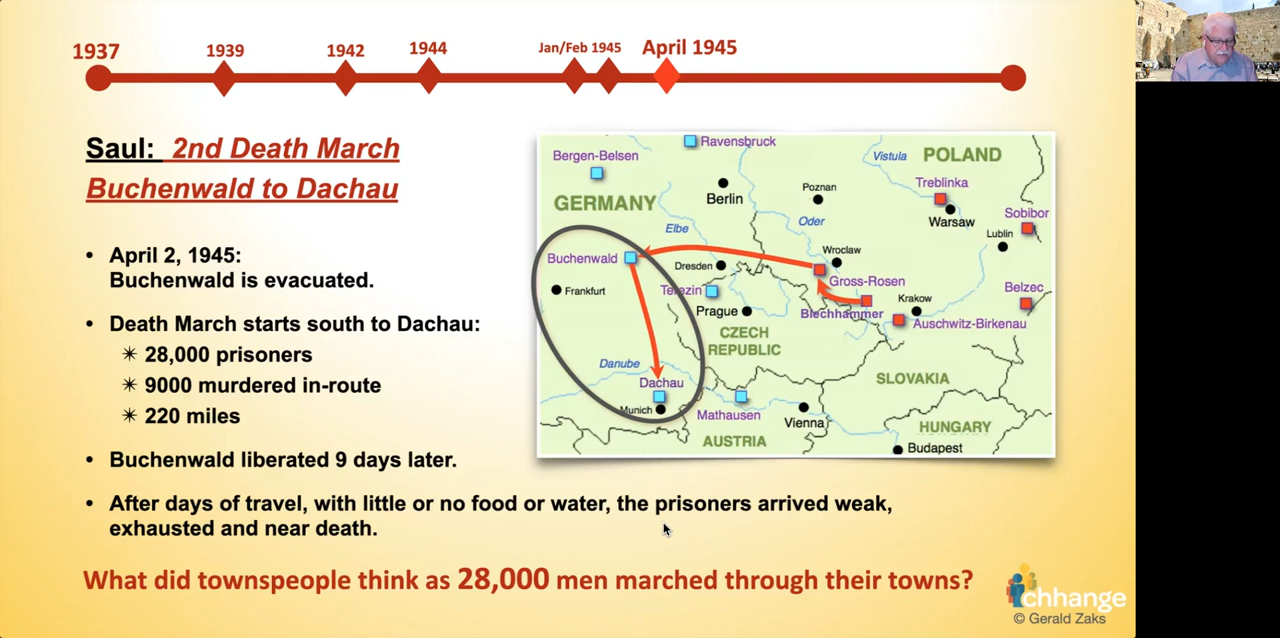 1937
1939
1942
1944
Jan/Feb 1945
April 1945
Saul: 2nd Death March
Buchenwald to Dachau
• April 2, 1945:
Buchenwald is evacuated.
• Death March starts south to Dachau:
✳ 28,000 prisoners
✳ 9000 murdered in-route
✳ 220 miles
• Buchenwald liberated 9 days later.
• After days of travel, with little or no food or water, the prisoners arrived weak,
exhausted and near death.
What did townspeople think as 28,000 men marched through their towns?
Ravensbruck
Bergen-Belsen
Vistula
POLAND
Berlin
Poznan
Treblinka
GERMANY
Warsaw
Sobibor
Elbe
Oder
Lublin
Buchenwald
Dresden
Wroclaw
Gross-Rosen
Frankfurt
Terezin
Prague
Blechhammer
Krakow
Belzec
Auschwitz-Birkenau
CZECH
REPUBLIC
Danube
Dachau
SLOVAKIA
Munich
Mathausen
Vienna
HUNGARY
AUSTRIA
Budapest
chhange
© Gerald Zaks